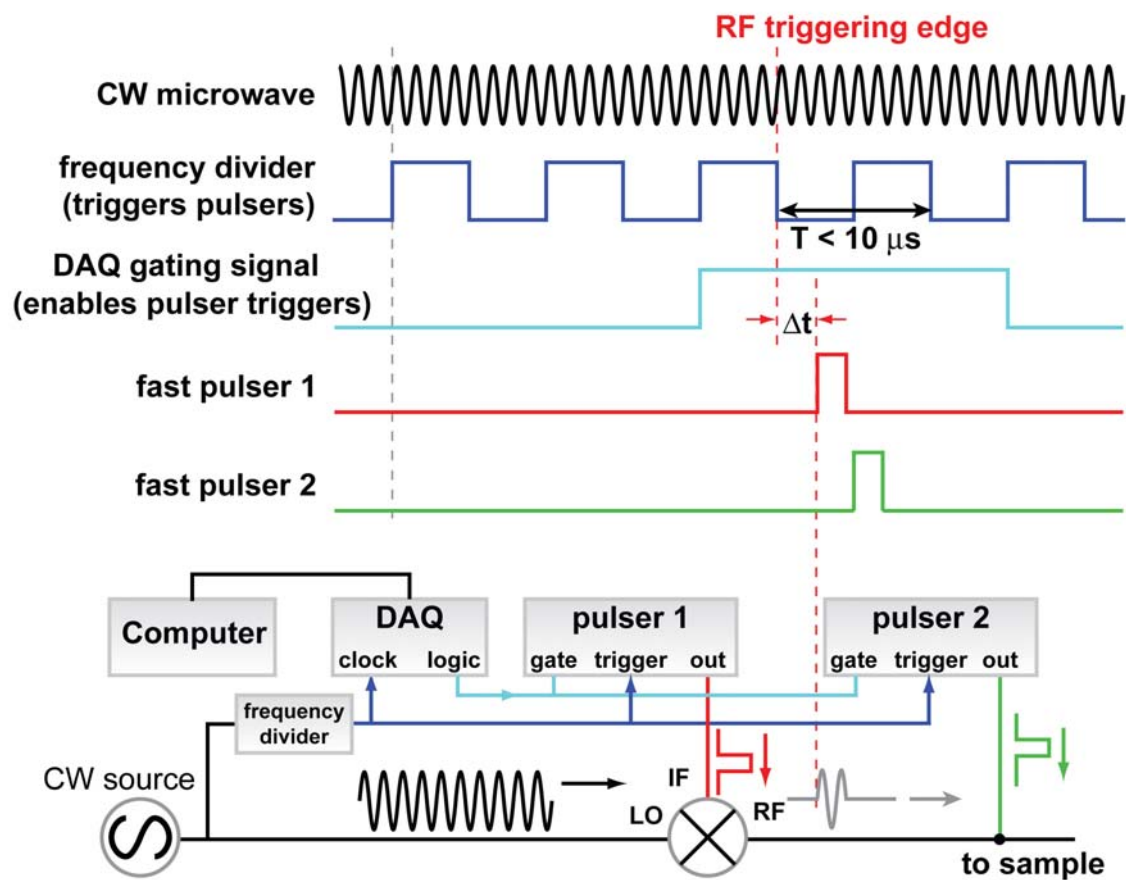 RF triggering edge
CW microwave
frequency divider
(triggers pulsers)
T < 10 μs
DAQ gating signal
(enables pulser triggers)
Δt
fast pulser 1
fast pulser 2
Computer
DAQ
clock logic
pulser 1
gate trigger out
pulser 2
gate trigger out
frequency
divider
CW source
IF
LO
RF
to sample